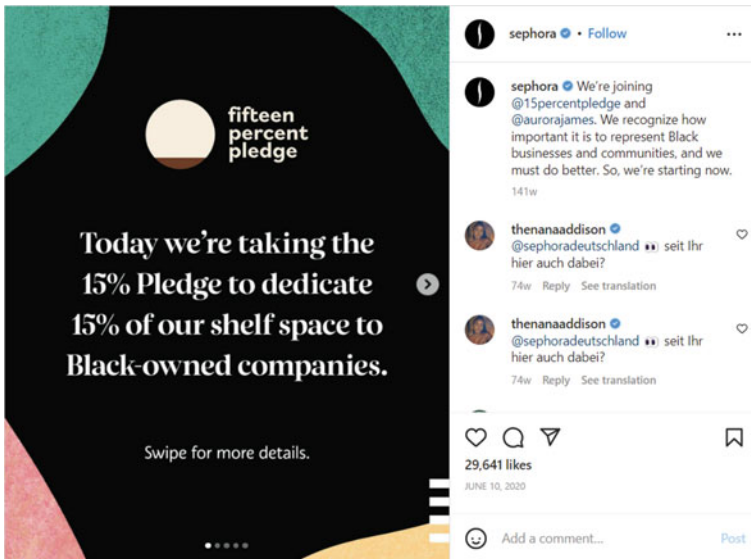 fifteen
percent
pledge
Today we're taking the
15% Pledge to dedicate
15% of our shelf space to
Black-owned companies.
Swipe for more details.
sephora • Follow
sephora We're joining
@15percentpledge and
@aurorajames. We recognize how
important it is to represent Black
businesses and communities, and we
must do better. So, we're starting now.
141w
thenanaaddison
@sephoradeutschland 👀 seit Ihr
hier auch dabei?
74w Reply See translation
thenanaaddison
@sephoradeutschland 👀 seit Ihr
hier auch dabei?
74w Reply See translation
29,641 likes
JUNE 10, 2020
Add a comment... Post